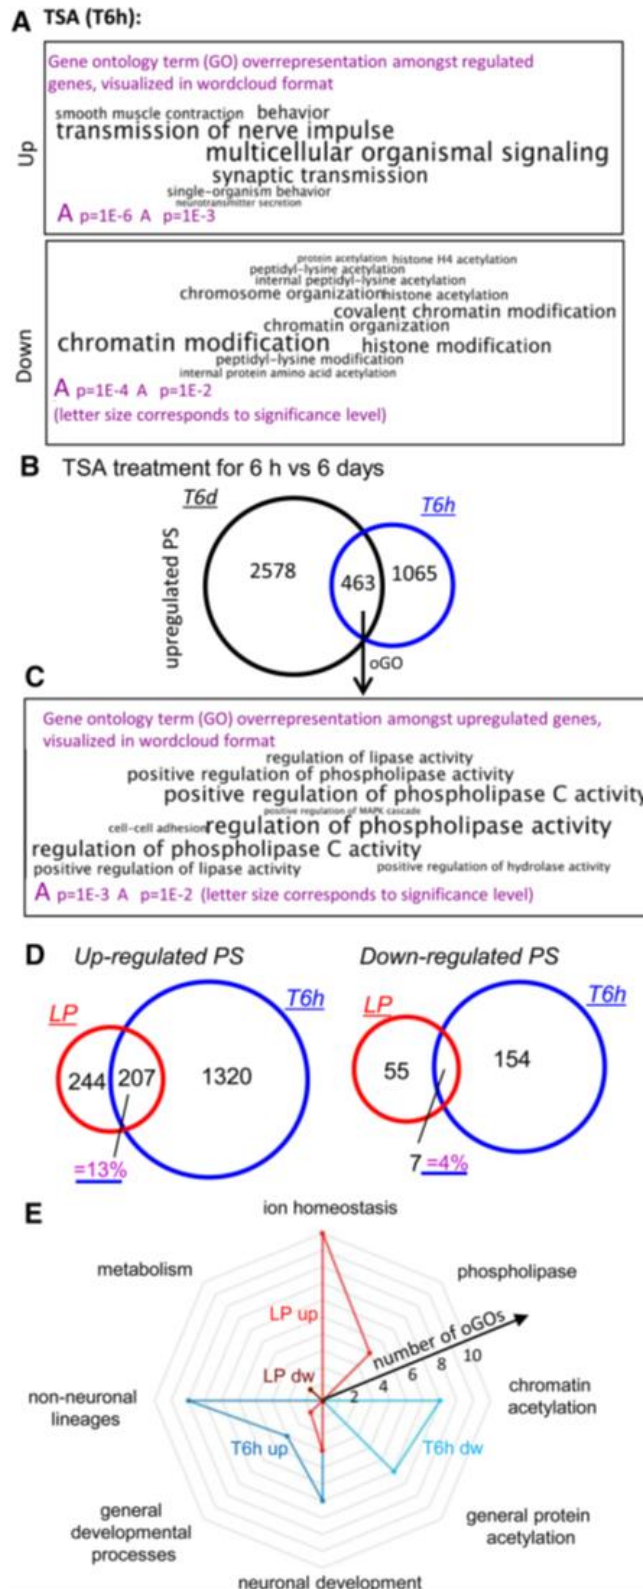 A TSA (T6h):
Up
Gene ontology term (GO) overrepresentation amongst regulated
genes, visualized in wordcloud format
smooth muscle contraction behavior
transmission of nerve impulse
multicellular organismal signaling
synaptic transmission
single-organism behavior
neurotransmitter secretion
A p=1E-6 A p=1E-3
Down
protein acetylation histone H4 acetylation
peptidyl-lysine acetylation
internal peptidyl-lysine acetylation
chromosome organization histone acetylation
covalent chromatin modification
chromatin organization
chromatin modification histone modification
peptidyl-lysine modification
internal protein amino acid acetylation
A p=1E-4 A p=1E-2
(letter size corresponds to significance level)
B TSA treatment for 6 h vs 6 days
T6d
T6h
upregulated PS
2578
463
1065
oGO
C
Gene ontology term (GO) overrepresentation amongst upregulated genes,
visualized in wordcloud format
regulation of lipase activity
positive regulation of phospholipase activity
positive regulation of phospholipase C activity
positive regulation of MAPK cascade
cell-cell adhesion regulation of phospholipase activity
regulation of phospholipase C activity
positive regulation of lipase activity positive regulation of hydrolase activity
A p=1E-3 A p=1E-2 (letter size corresponds to significance level)
D Up-regulated PS Down-regulated PS
LP
T6h
244 207 1320
=13%
LP
T6h
55
154
7 =4%
E
ion homeostasis
metabolism
phospholipase
LP up
number of oGOs
LP dw
2 4 6 8 10
non-neuronal
lineages
chromatin
acetylation
T6h up
T6h dw
general
developmental
processes
general protein
acetylation
neuronal development